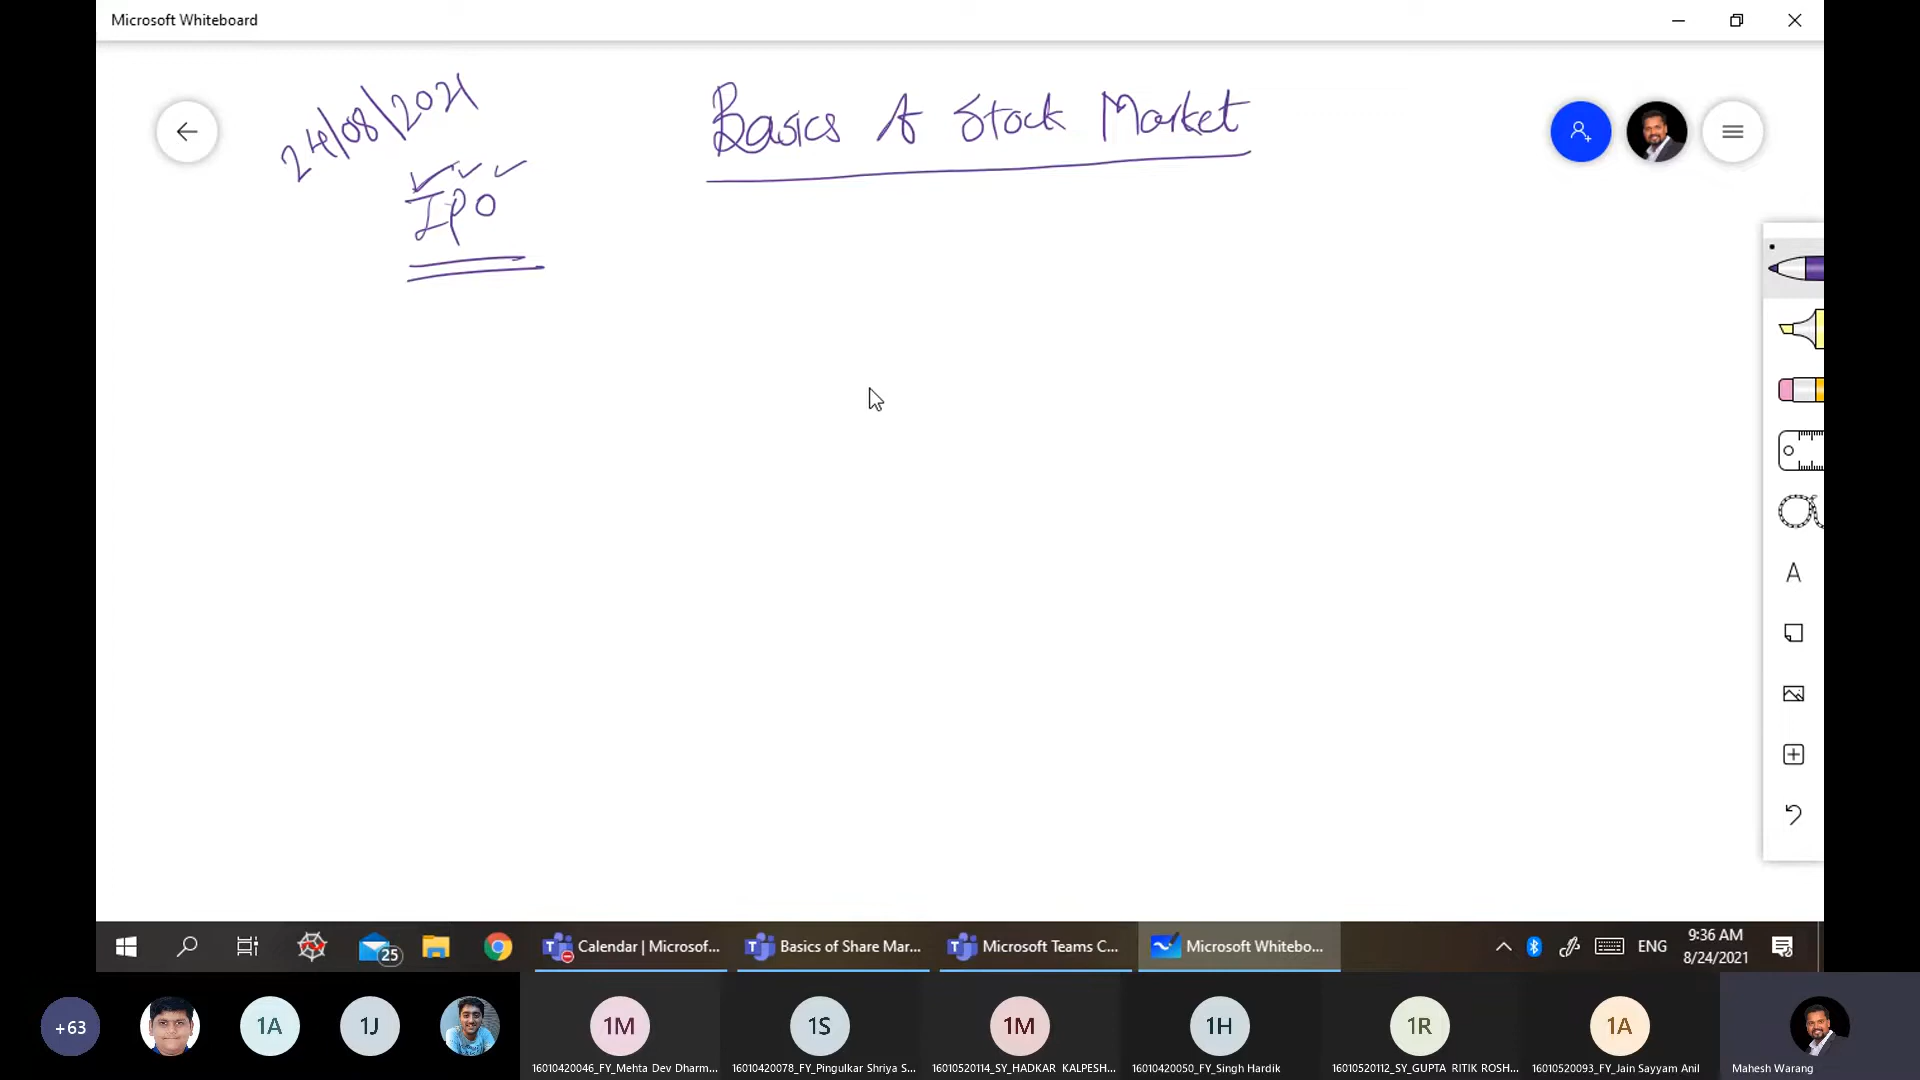 Microsoft Whiteboard
24/08/2021
Basics of Stock Market
IPO
A
25
Calendar | Microsof...
Basics of Share Mar...
Microsoft Teams C...
Microsoft Whitebo...
ENG
9:36 AM
8/24/2021
+63
1A
1J
1M
1S
1M
1H
1R
1A
16010420046_FY_Mehta Dev Dharm...
16010420078_FY_Pingulkar Shriya S...
16010520114_SY_HADKAR KALPESH...
16010420050_FY_Singh Hardik
16010520112_SY_GUPTA RITIK ROSH...
16010520093_FY_Jain Sayyam Anil
Mahesh Warang